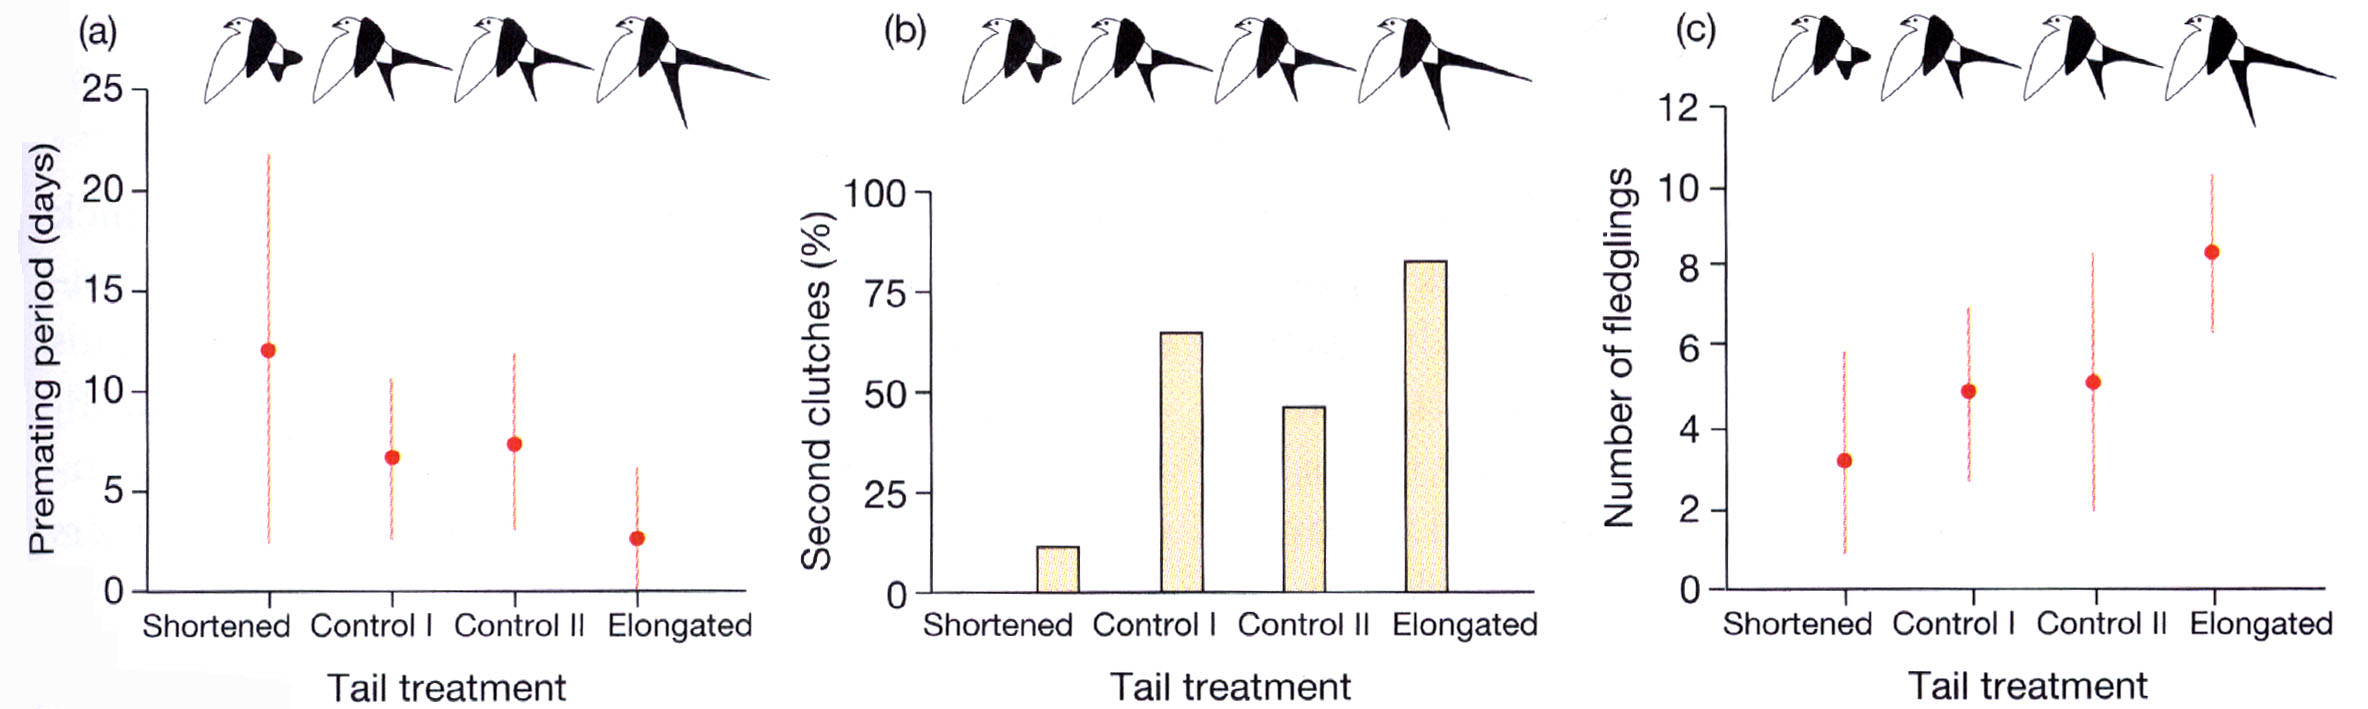 (a)
25
20
15
10
5
0
Premating period (days)
Shortened Control I Control II Elongated
Tail treatment
(b)
100
75
50
25
0
Second clutches (%)
Shortened Control I Control II Elongated
Tail treatment
(c)
12
10
8
6
4
2
0
Number of fledglings
Shortened Control I Control II Elongated
Tail treatment